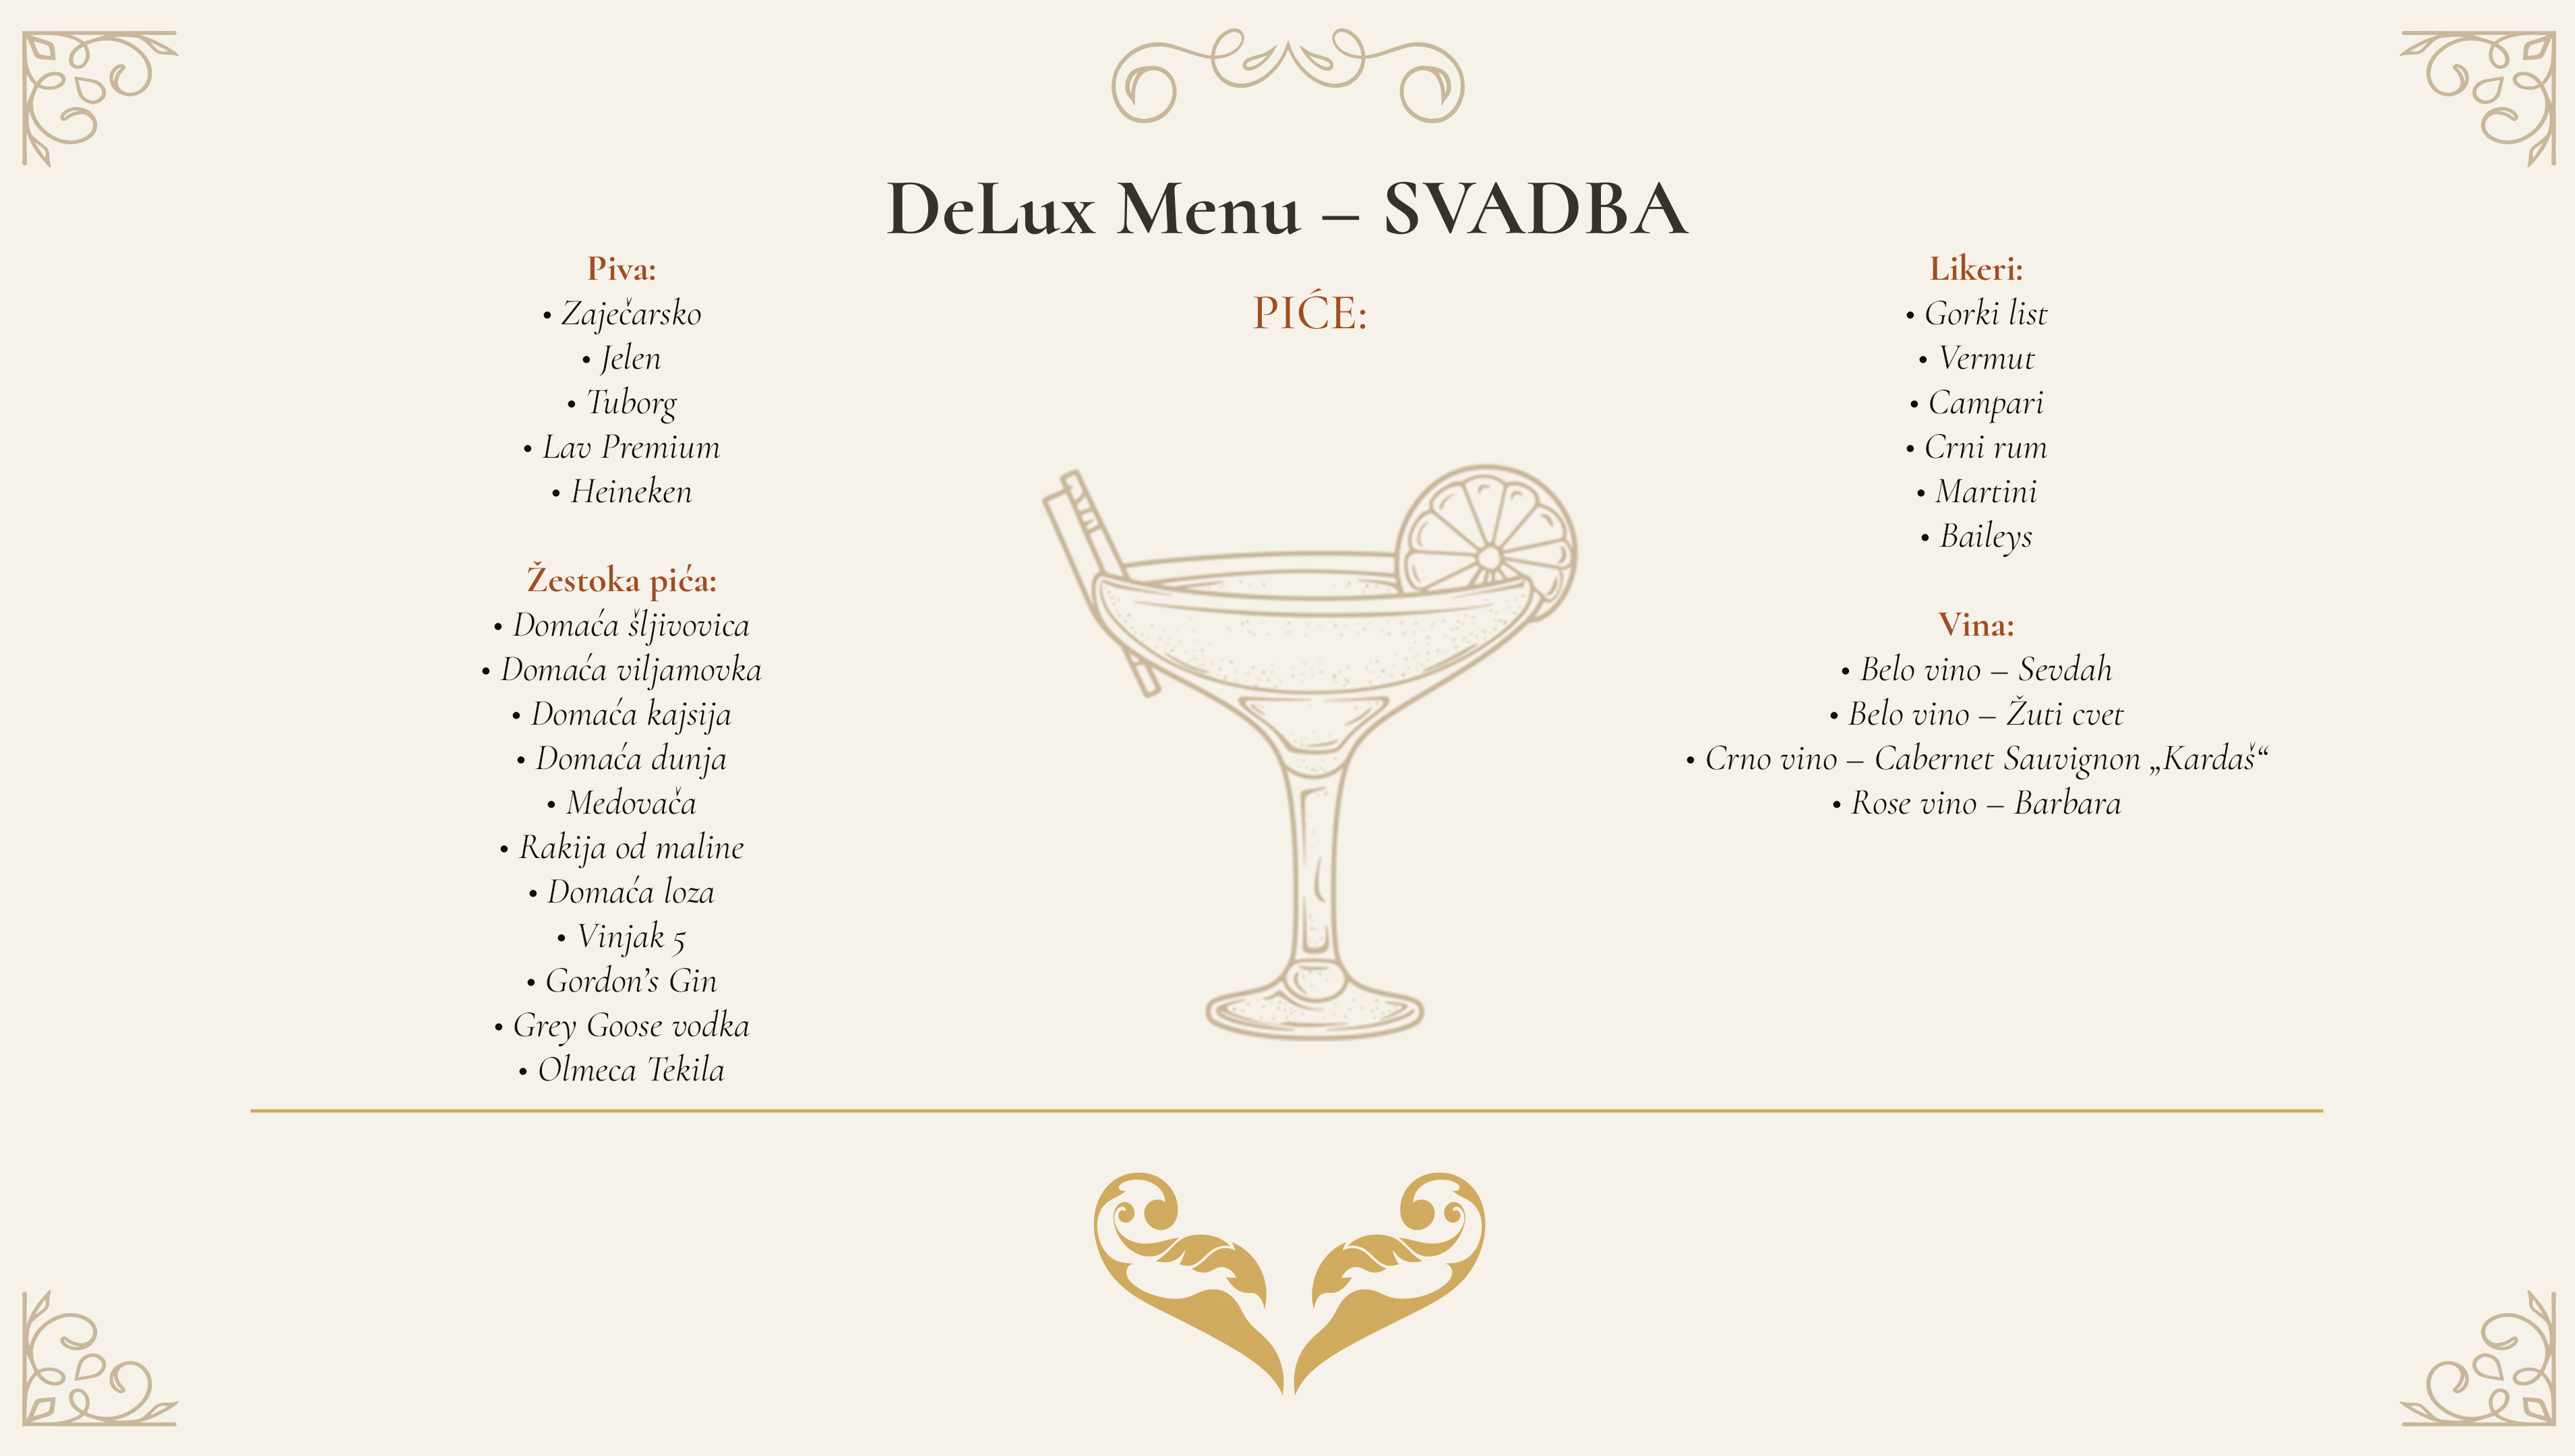 DeLux Menu – SVADBA
PIĆE:
Piva:
• Zaječarsko
• Jelen
• Tuborg
• Lav Premium
• Heineken
Žestoka pića:
• Domaća šljivovica
• Domaća viljamovka
• Domaća kajsija
• Domaća dunja
• Medovača
• Rakija od maline
• Domaća loza
• Vinjak 5
• Gordon’s Gin
• Grey Goose vodka
• Olmeca Tekila
Likeri:
• Gorki list
• Vermut
• Campari
• Crni rum
• Martini
• Baileys
Vina:
• Belo vino – Sevdah
• Belo vino – Žuti cvet
• Crno vino – Cabernet Sauvignon „Kardaš“
• Rose vino – Barbara